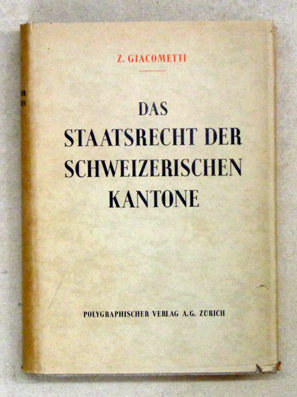 Z. GIACOMETTI
DAS
STAATSRECHT DER
SCHWEIZERISCHEN
KANTONE
POLYGRAPHISCHER VERLAG A.G. ZÜRICH